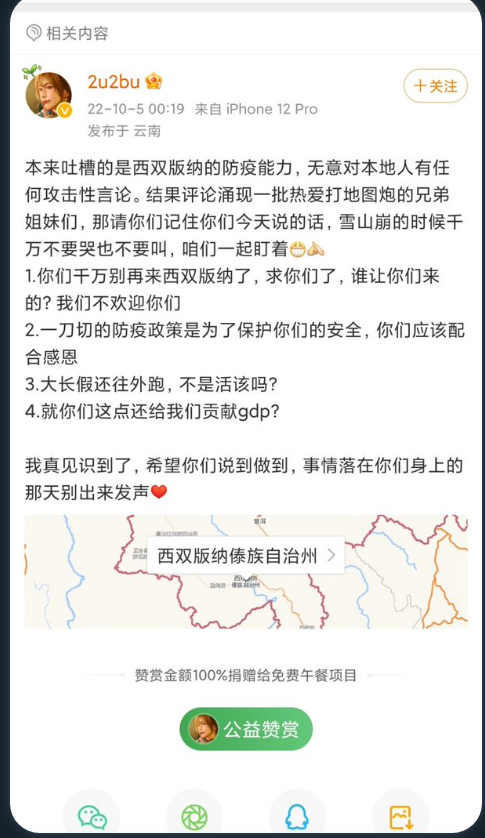 相关内容
2u2bu
22-10-5 00:19 来自 iPhone 12 Pro
发布于 云南
＋关注
本来吐槽的是西双版纳的防疫能力，无意对本地人有任
何攻击性言论。结果评论涌现一批热爱打地图炮的兄弟
姐妹们，那请你们记住你们今天说的话，雪山崩的时候千
万不要哭也不要叫，咱们一起盯着😷🙏
1.你们千万别再来西双版纳了，求你们了，谁让你们来
的？我们不欢迎你们
2.一刀切的防疫政策是为了保护你们的安全，你们应该配
合感恩
3.大长假还往外跑，不是活该吗？
4.就你们这点还给我们贡献gdp？
我真见识到了，希望你们说到做到，事情落在你们身上的
那天别出来发声❤️
普洱
西双版纳傣族自治州
赞赏金额100%捐赠给免费午餐项目
公益赞赏